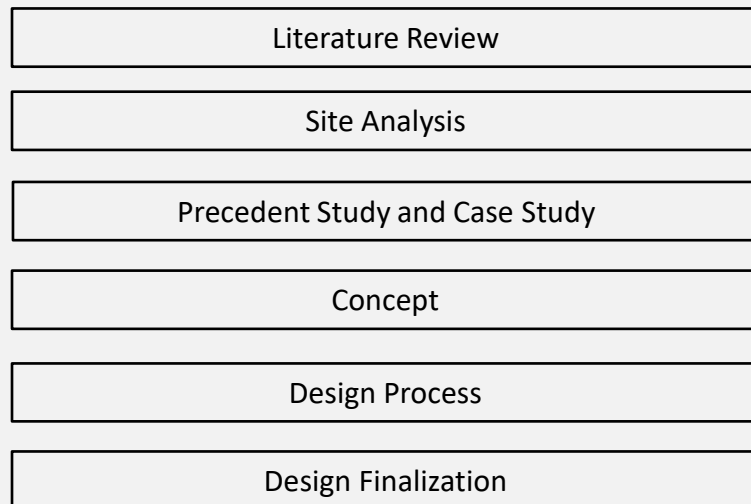 Literature Review
Site Analysis
Precedent Study and Case Study
Concept
Design Process
Design Finalization